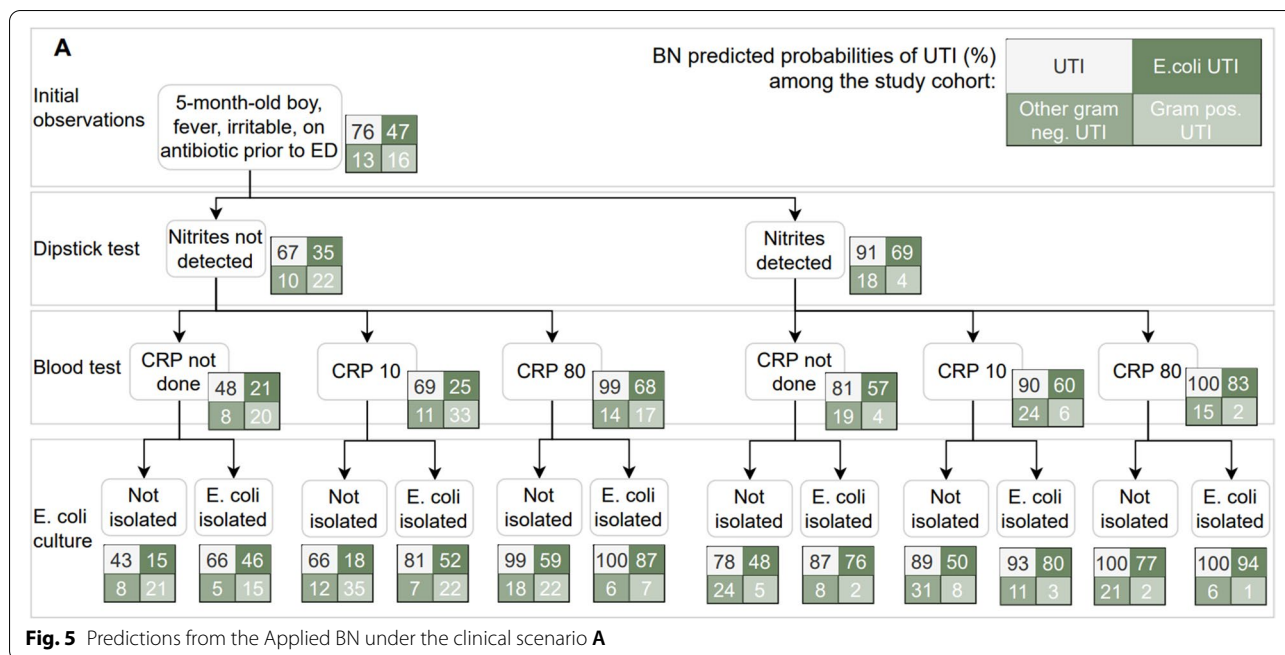 A
BN predicted probabilities of UTI (%)
among the study cohort:
UTI
E.coli UTI
Other gram
neg. UTI
Gram pos.
UTI
Initial
observations
5-month-old boy,
fever, irritable, on
antibiotic prior to ED
76 47
13 16
Dipstick test
Nitrites not
detected
67 35
10 22
Nitrites
detected
91 69
18 4
Blood test
CRP not
done
48 21
8 20
CRP 10
69 25
11 33
CRP 80
99 68
14 17
CRP not
done
81 57
19 4
CRP 10
90 60
24 6
CRP 80
100 83
15 2
E. coli
culture
Not
isolated
43 15
8 21
E. coli
isolated
66 46
5 15
Not
isolated
66 18
12 35
E. coli
isolated
81 52
7 22
Not
isolated
99 59
18 22
E. coli
isolated
100 87
6 7
Not
isolated
78 48
24 5
E. coli
isolated
87 76
8 2
Not
isolated
89 50
31 8
E. coli
isolated
93 80
11 3
Not
isolated
100 77
21 2
E. coli
isolated
100 94
6 1
Fig. 5 Predictions from the Applied BN under the clinical scenario A